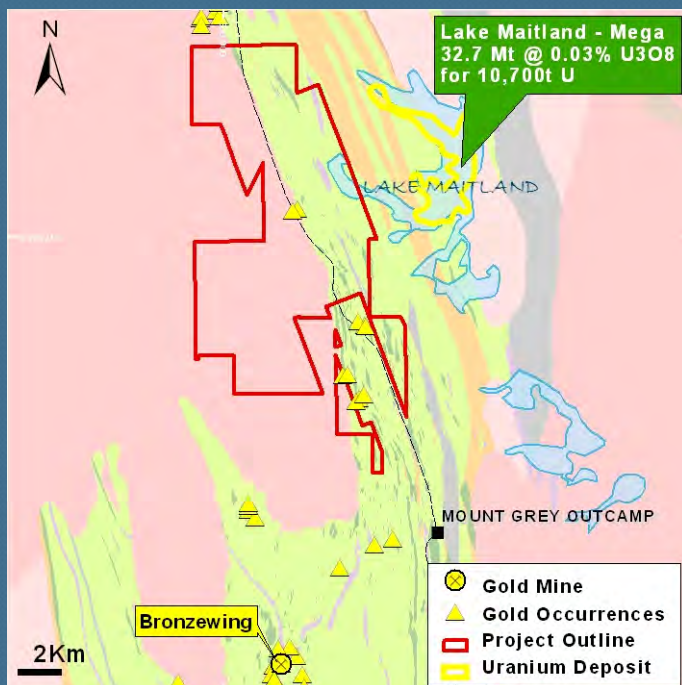 N
Lake Maitland - Mega
32.7 Mt @ 0.03% U3O8
for 10,700t U
LAKE MAITLAND
MOUNT GREY OUTCAMP
Bronzewing
2Km
Gold Mine
Gold Occurrences
Project Outline
Uranium Deposit